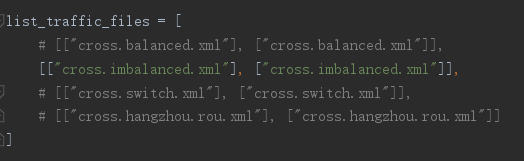 list_traffic_files = [
# [["cross.balanced.xml"], ["cross.balanced.xml"]],
[["cross.imbalanced.xml"], ["cross.imbalanced.xml"]],
# [["cross.switch.xml"], ["cross.switch.xml"]],
# [["cross.hangzhou.rou.xml"], ["cross.hangzhou.rou.xml"]]
]